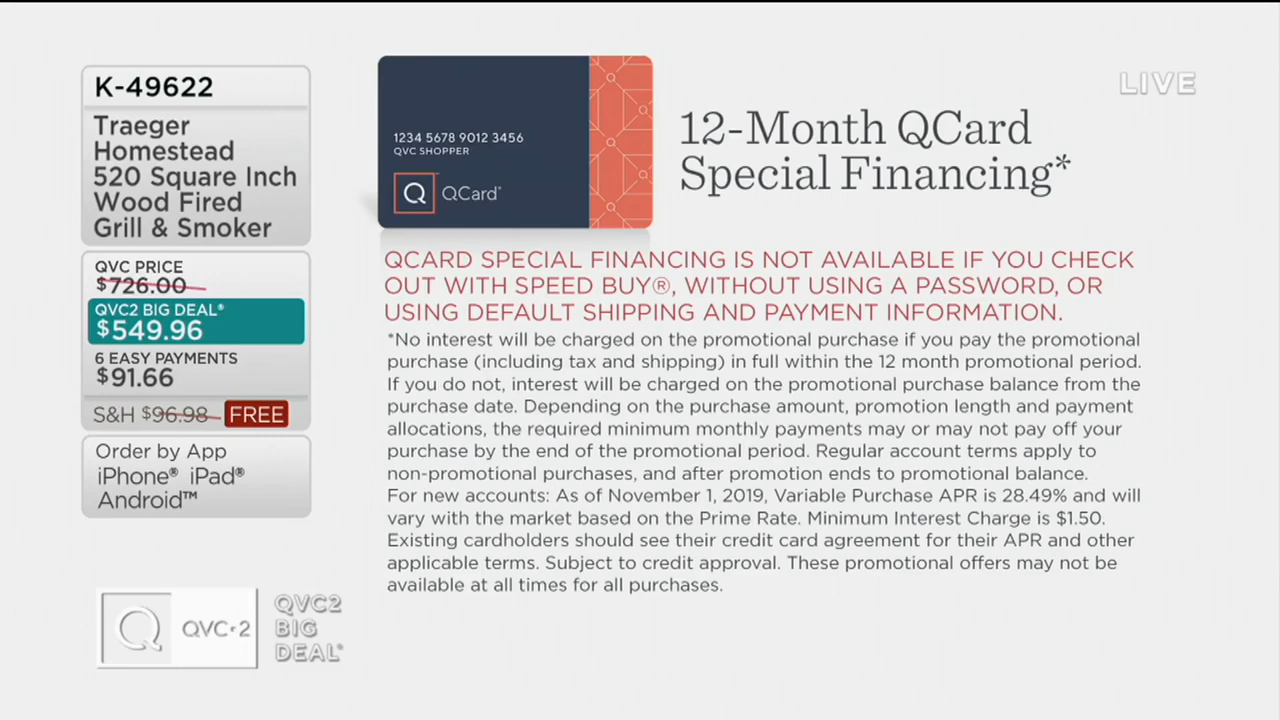 K-49622
Traeger
Homestead
520 Square Inch
Wood Fired
Grill & Smoker
QVC PRICE
$726.00
QVC2 BIG DEAL®
$549.96
6 EASY PAYMENTS
$91.66
S&H $96.98 FREE
Order by App
iPhone® iPad®
Android™
Q QVC•2
QVC2
BIG
DEAL®
1234 5678 9012 3456
QVC SHOPPER
Q QCard®
LIVE
12-Month QCard
Special Financing*
QCARD SPECIAL FINANCING IS NOT AVAILABLE IF YOU CHECK
OUT WITH SPEED BUY®, WITHOUT USING A PASSWORD, OR
USING DEFAULT SHIPPING AND PAYMENT INFORMATION.
*No interest will be charged on the promotional purchase if you pay the promotional
purchase (including tax and shipping) in full within the 12 month promotional period.
If you do not, interest will be charged on the promotional purchase balance from the
purchase date. Depending on the purchase amount, promotion length and payment
allocations, the required minimum monthly payments may or may not pay off your
purchase by the end of the promotional period. Regular account terms apply to
non-promotional purchases, and after promotion ends to promotional balance.
For new accounts: As of November 1, 2019, Variable Purchase APR is 28.49% and will
vary with the market based on the Prime Rate. Minimum Interest Charge is $1.50.
Existing cardholders should see their credit card agreement for their APR and other
applicable terms. Subject to credit approval. These promotional offers may not be
available at all times for all purchases.